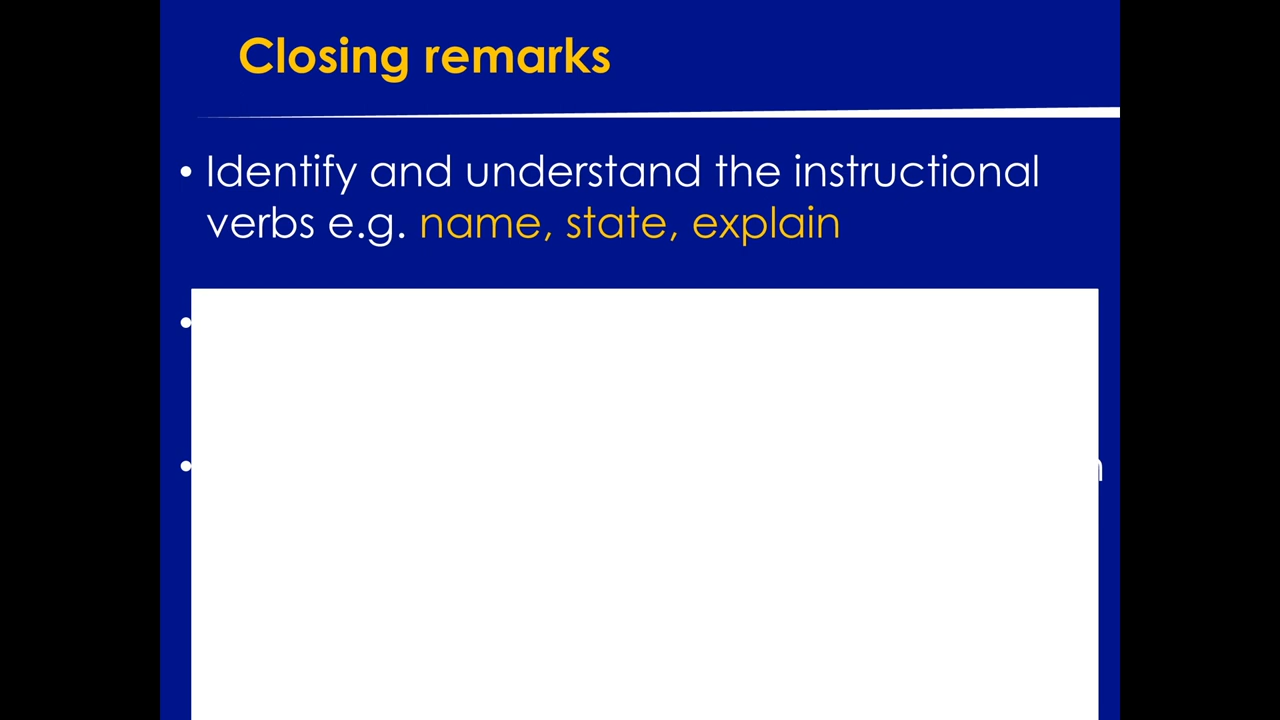 Closing remarks
• Identify and understand the instructional
verbs e.g. name, state, explain
•
•